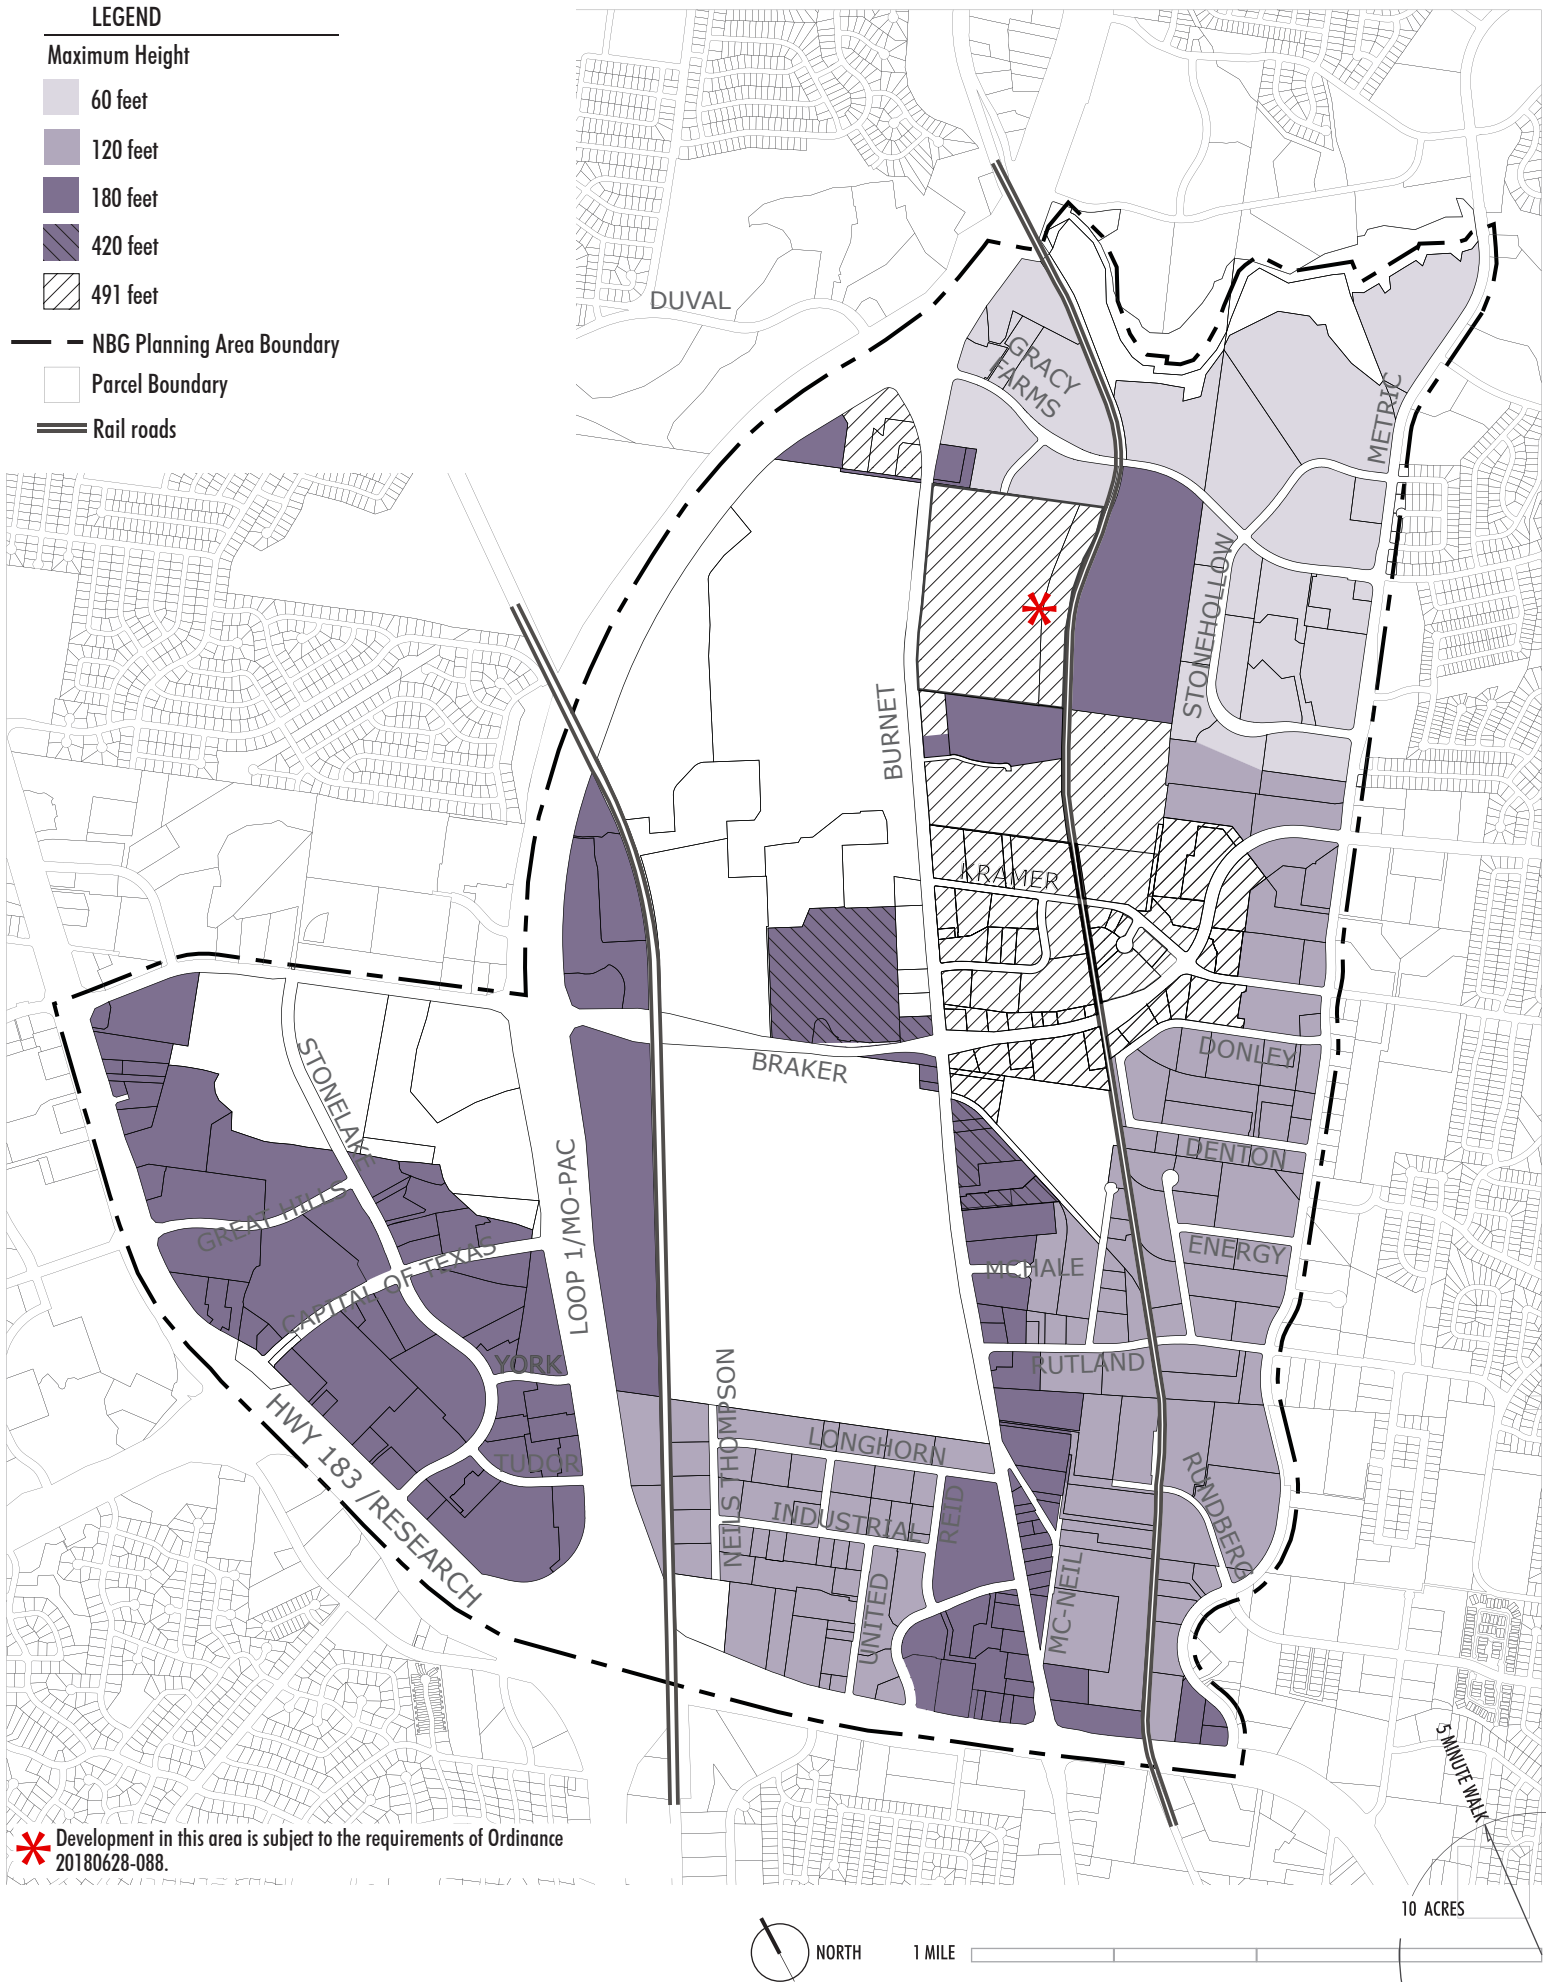 LEGEND
Maximum Height
60 feet
120 feet
180 feet
420 feet
491 feet
NBG Planning Area Boundary
Parcel Boundary
Rail roads
DUVAL
GRACY
FARMS
METRIC
STONEHOLLOW
BURNET
KRAMER
BRAKER
DONLEY
DENTON
ENERGY
STONELAKE
GREAT HILLS
CAPITAL OF TEXAS
LOOP 1/MO-PAC
MCHALE
RUTLAND
YORK
TUDOR
HWY 183 /RESEARCH
NEILS THOMPSON
LONGHORN
INDUSTRIAL
REID
UNITED
MC-NEIL
RUNDBERG
5 MINUTE WALK
Development in this area is subject to the requirements of Ordinance
20180628-088.
10 ACRES
NORTH
1 MILE